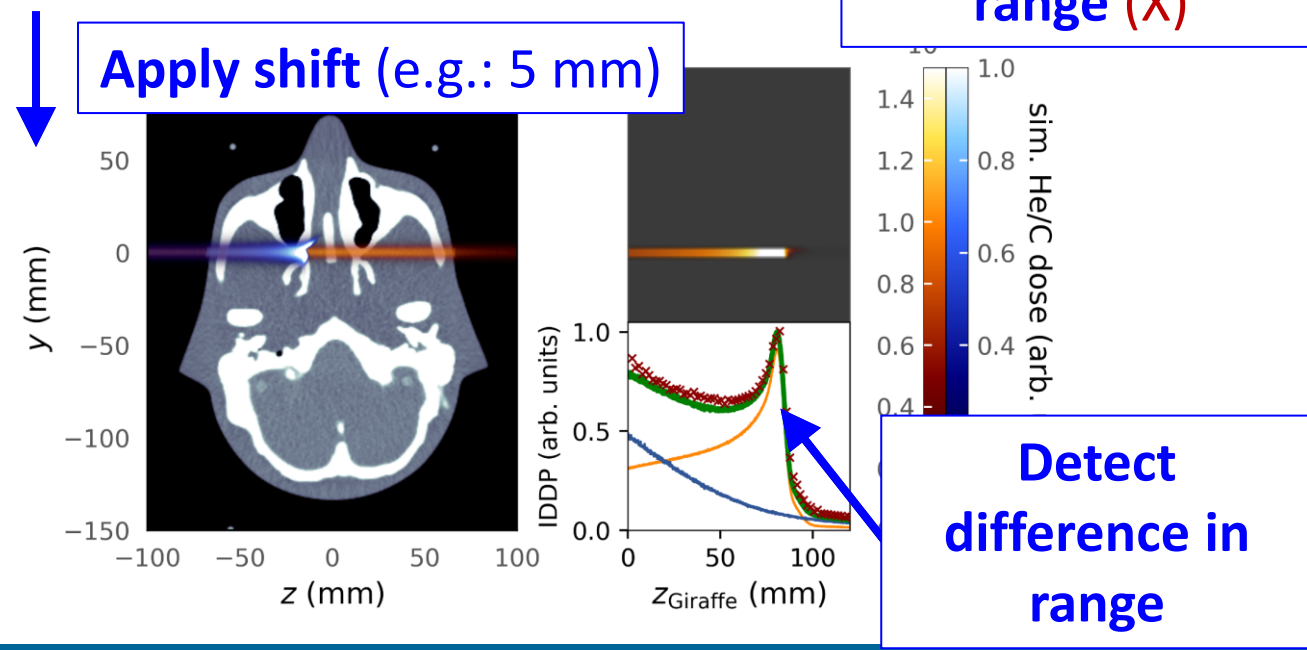 range (X)
Apply shift (e.g.: 5 mm)
50
0
−50
−100
−150
y (mm)
−100 −50 0 50 100
z (mm)
1.0
0.5
0.0
IDDP (arb. units)
0 50 100
zGiraffe (mm)
1.4
1.2
1.0
0.8
0.6
0.4
1.0
0.8
0.6
0.4
sim. He/C dose (arb.
Detect
difference in
range